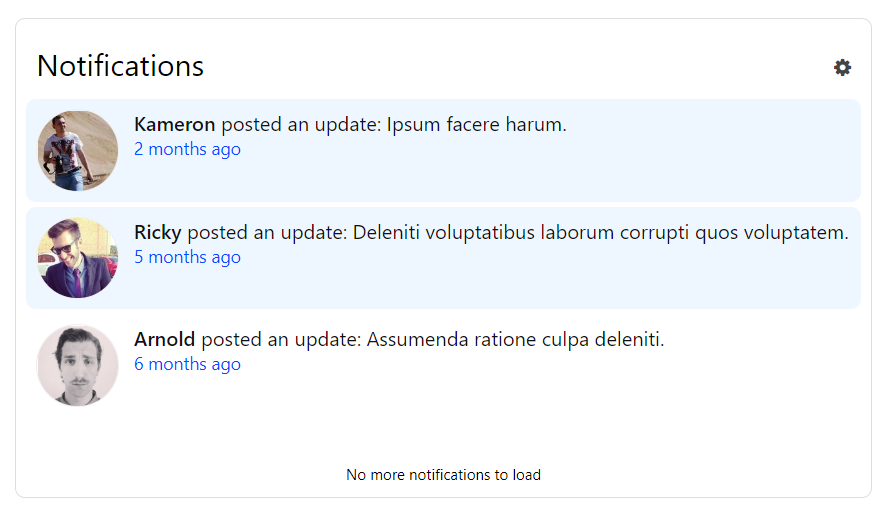 Notifications
Kameron posted an update: Ipsum facere harum.
2 months ago
Ricky posted an update: Deleniti voluptatibus laborum corrupti quos voluptatem.
5 months ago
Arnold posted an update: Assumenda ratione culpa deleniti.
6 months ago
No more notifications to load